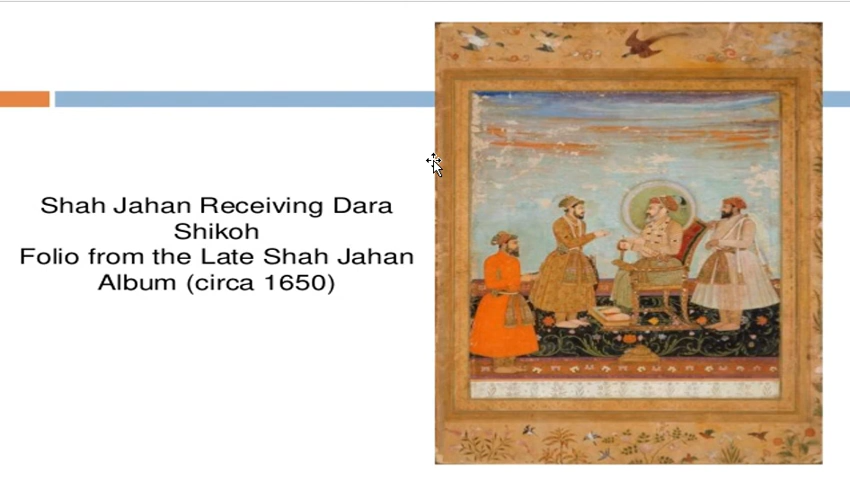 Shah Jahan Receiving Dara
Shikoh
Folio from the Late Shah Jahan
Album (circa 1650)